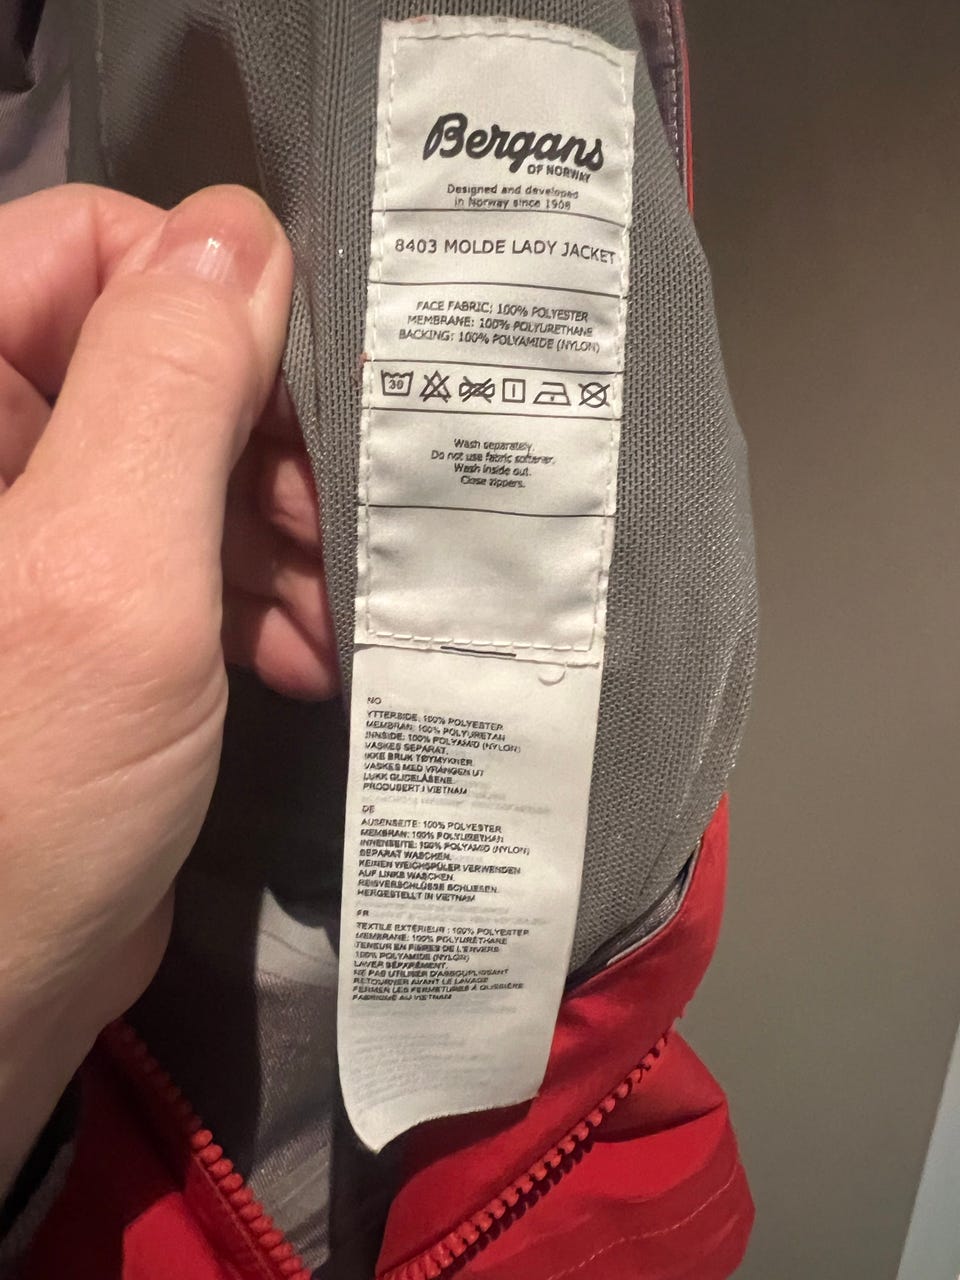 Bergans
OF NORWAY
Designed and developed
in Norway since 1908
8403 MOLDE LADY JACKET
FACE FABRIC: 100% POLYESTER
MEMBRANE: 100% POLYURETHANE
BACKING: 100% POLYAMIDE (NYLON)
30
Wash separately.
Do not use fabric softener.
Wash inside out.
Close zippers.
NO
YTTERSIDE: 100% POLYESTER
MEMBRAN: 100% POLYURETAN
INNSIDE: 100% POLYAMID (NYLON)
VASKES SEPARAT.
IKKE BRUK TØYMYKNER
VASKES MED VRANGEN UT
LUKK GLIDELÅSENE.
PRODUSERT I VIETNAM
DE
AUSENSEITE: 100% POLYESTER
MEMBRAN: 100% POLYURETHAN
INNENSEITE: 100% POLYAMID (NYLON)
SEPARAT WASCHEN.
KEINEN WEICHSPÜLER VERWENDEN
AUF LINKS WASCHEN.
REISVERSCHLÜSSE SCHLIESEN.
HERGESTELLT IN VIETNAM
FR
TEXTILE EXTÉRIEUR : 100% POLYESTER
MEMBRANE: 100% POLYURÉTHANE
TENEUR EN FIBRES DE L'ENVERS
100% POLYAMIDE (NYLON)
LAVER SÉPARÉMENT.
NE PAS UTILISER D'ASSOUPLISSANT
RETOURNER AVANT LE LAVAGE
FERMER LES FERMETURES À GLISSIÈRE
FABRIQUÉ AU VIETNAM